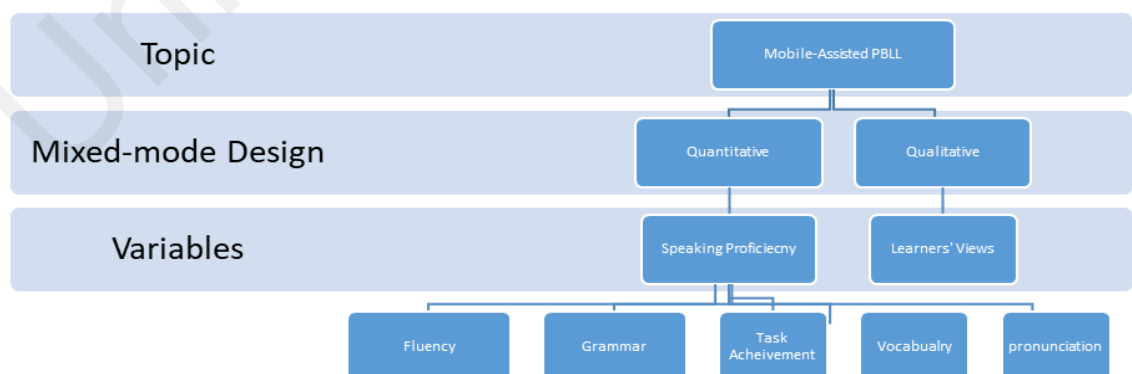 Topic
Mobile-Assisted PBLL
Mixed-mode Design
Quantitative
Qualitative
Variables
Speaking Proficiecny
Learners' Views
Fluency
Grammar
Task
Acheivement
Vocabualry
pronunciation